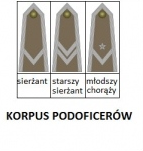 sierżant starszy sierżant młodszy chorąży
KORPUS PODOFICERÓW